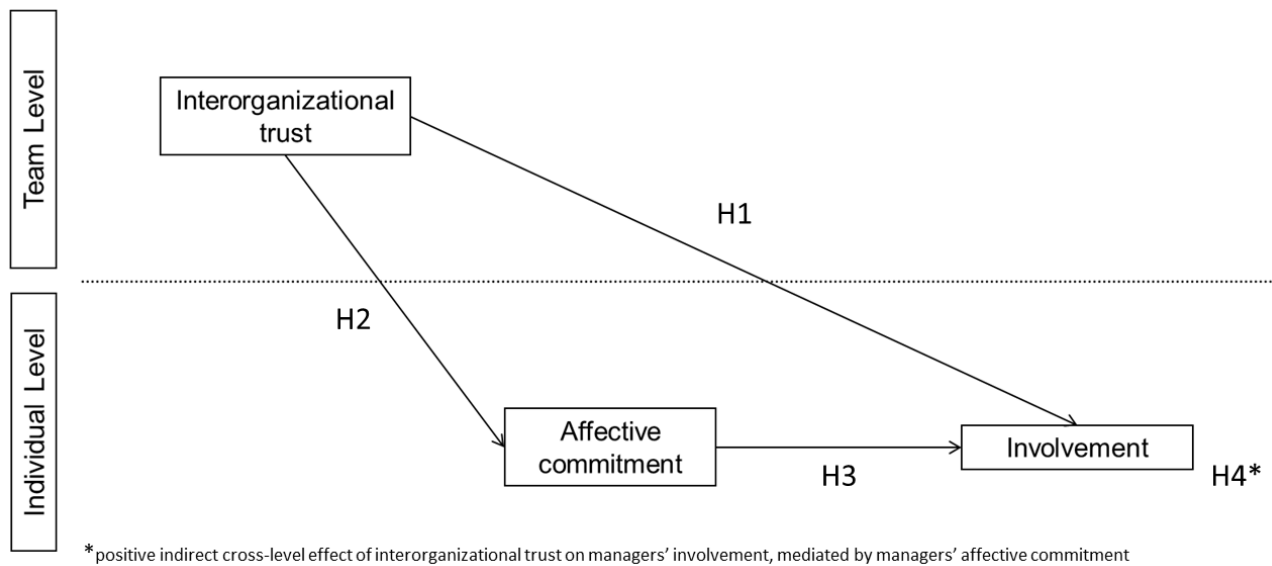 Team Level
Interorganizational
trust
H1
H2
Individual Level
Affective
commitment
H3
Involvement
H4*
*positive indirect cross-level effect of interorganizational trust on managers’ involvement, mediated by managers’ affective commitment